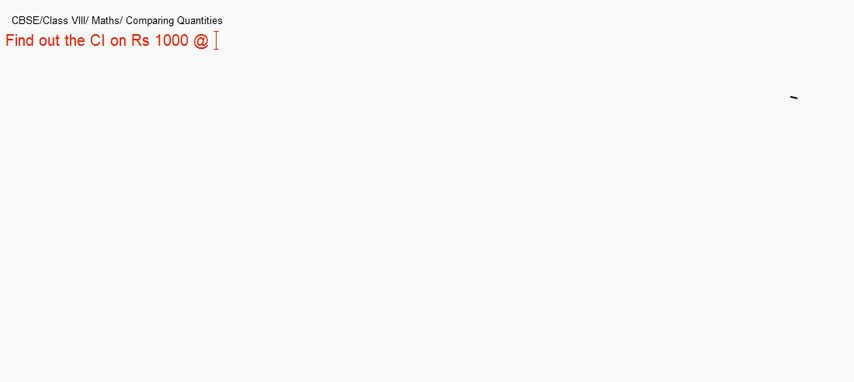 CBSE/Class VIII/ Maths/ Comparing Quantities
Find out the CI on Rs 1000 @